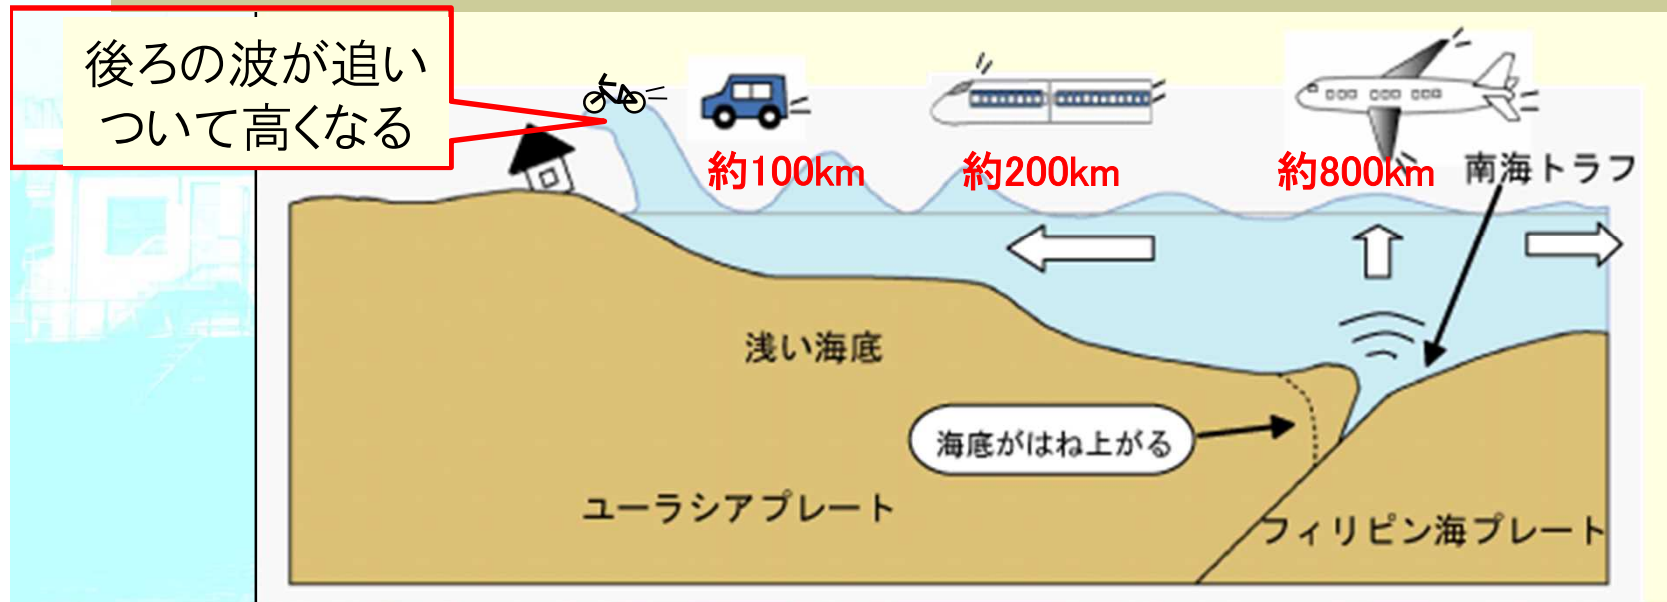 後ろの波が追い
ついて高くなる
約100km
約200km
約800km
南海トラフ
浅い海底
海底がはね上がる
ユーラシアプレート
フィリピン海プレート